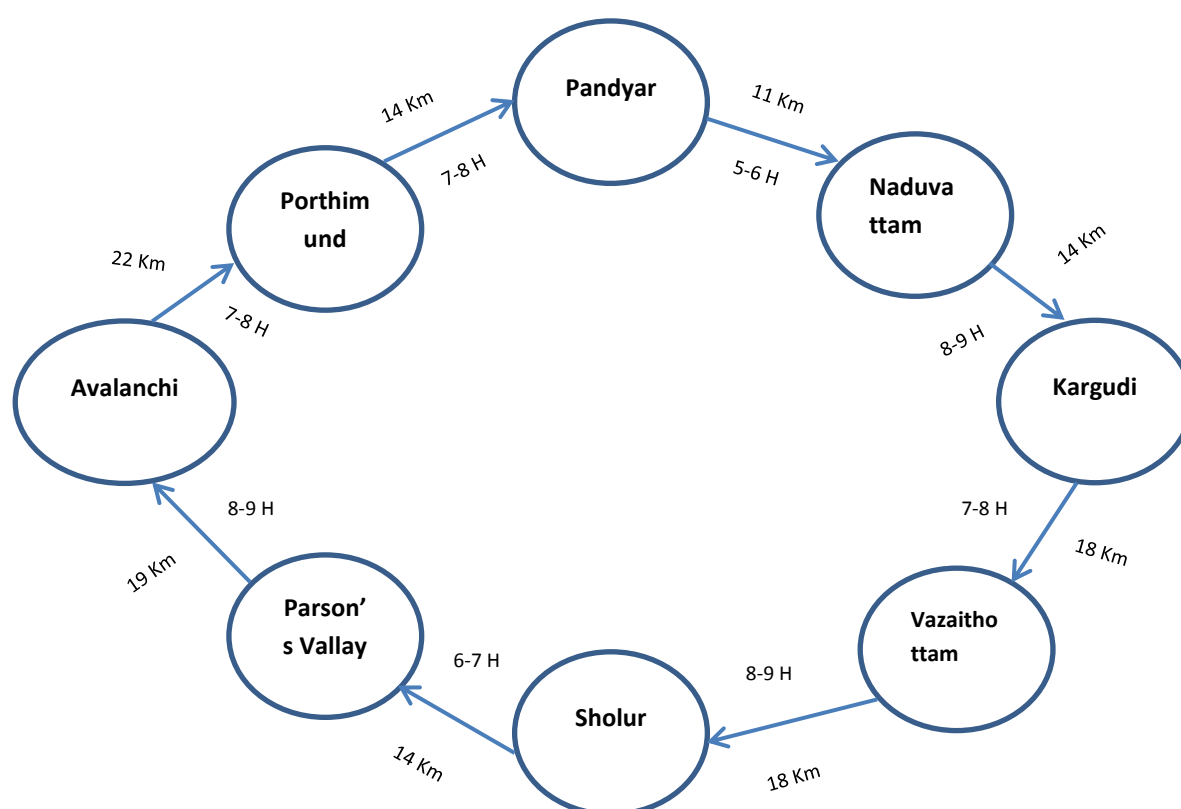 Pandyar
11 Km
5-6 H
Naduva
ttam
14 Km
8-9 H
Kargudi
7-8 H
18 Km
Vazaitho
ttam
8-9 H
18 Km
Sholur
6-7 H
14 Km
Parson’
s Vallay
8-9 H
19 Km
Avalanchi
22 Km
7-8 H
Porthim
und
14 Km
7-8 H